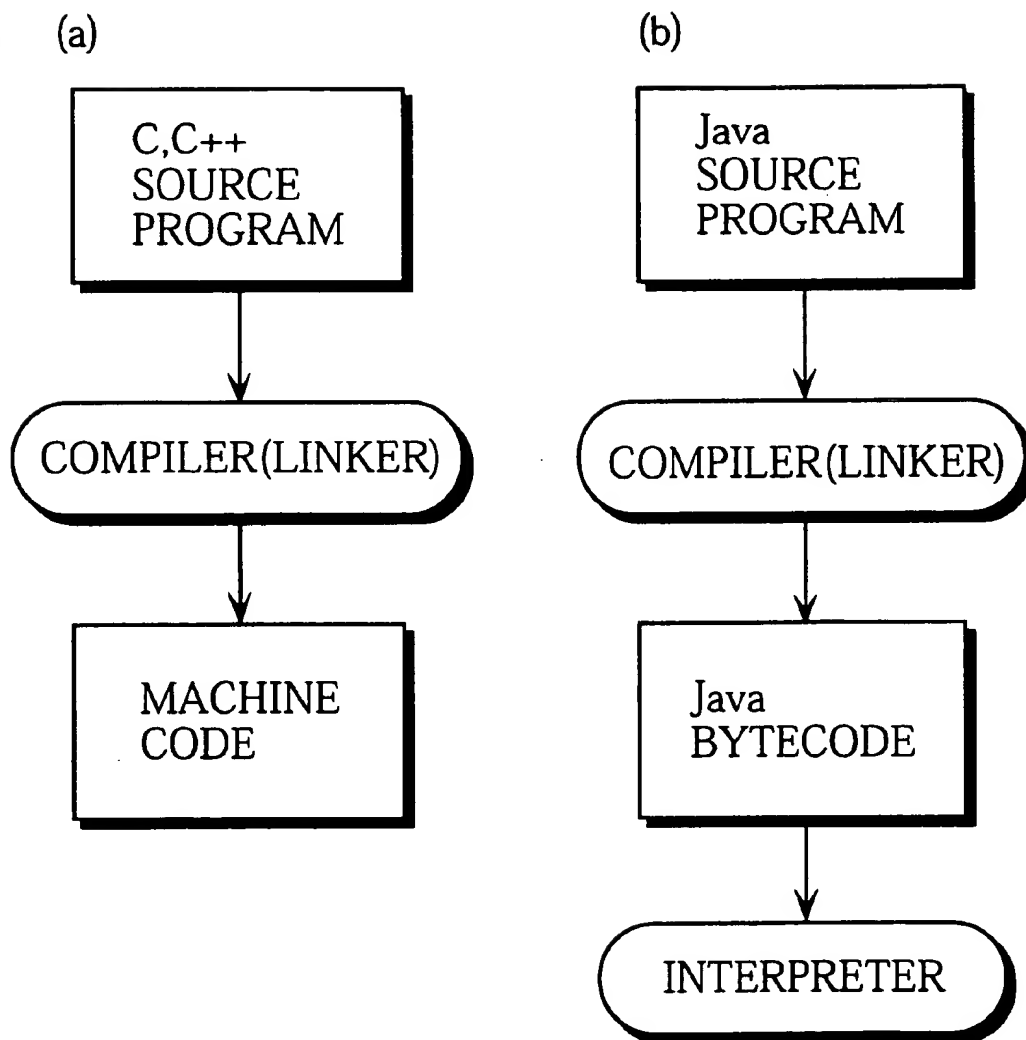 (a)
C,C++
SOURCE
PROGRAM
COMPILER(LINKER)
MACHINE
CODE
(b)
Java
SOURCE
PROGRAM
COMPILER(LINKER)
Java
BYTECODE
INTERPRETER